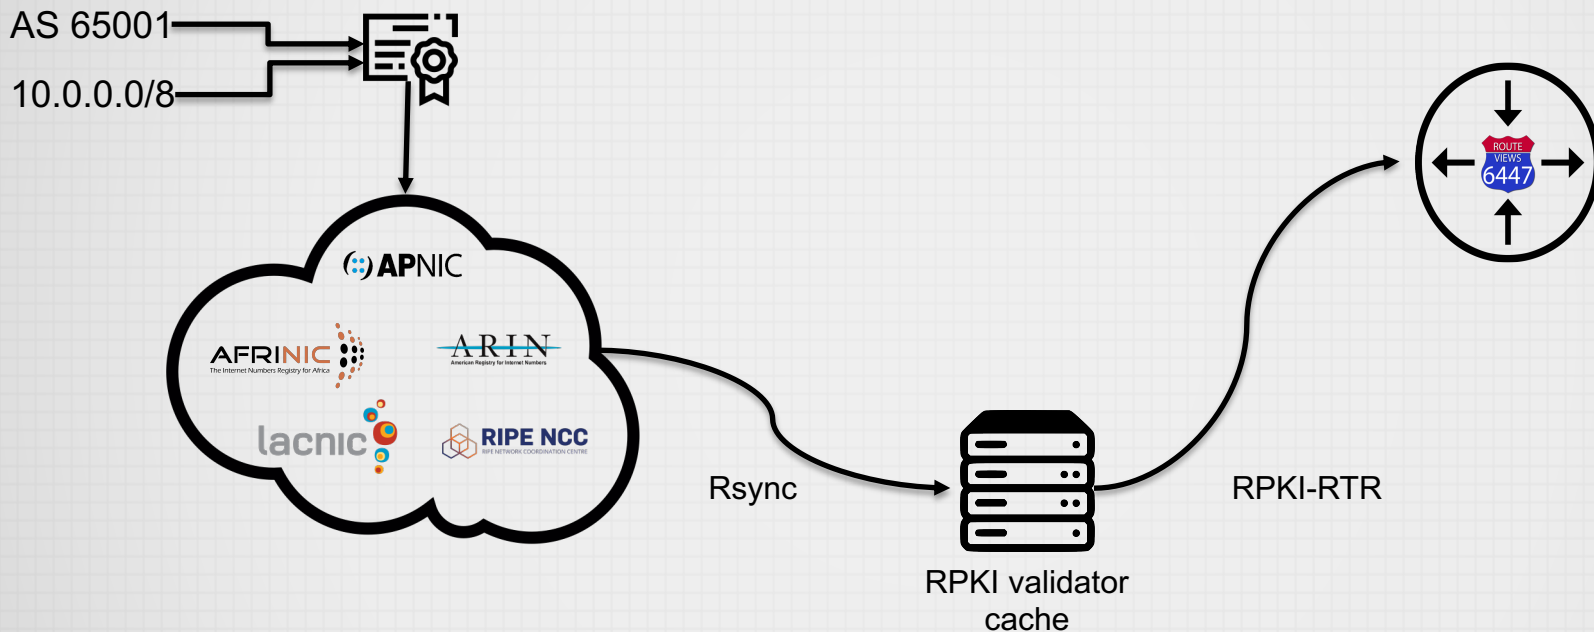 AS 65001
10.0.0.0/8
APNIC
AFRINIC
The Internet Numbers Registry for Africa
ARIN
American Registry for Internet Numbers
lacnic
RIPE NCC
RIPE NETWORK COORDINATION CENTRE
Rsync
RPKI validator
cache
RPKI-RTR
ROUTE
VIEWS
6447